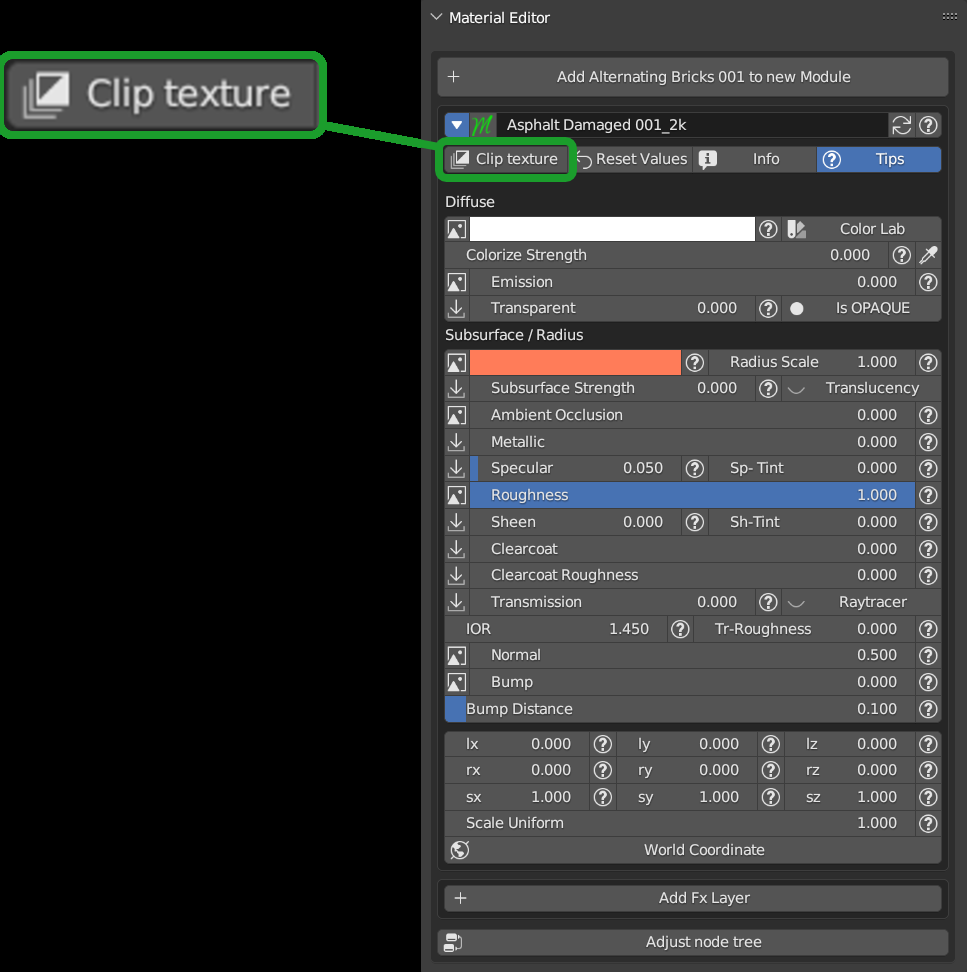 Material Editor
Clip texture
Add Alternating Bricks 001 to new Module
Asphalt Damaged 001_2k
Clip texture Reset Values Info Tips
Diffuse
Color Lab
Colorize Strength 0.000
Emission 0.000
Transparent 0.000 Is OPAQUE
Subsurface / Radius
Radius Scale 1.000
Subsurface Strength 0.000 Translucency
Ambient Occlusion 0.000
Metallic 0.000
Specular 0.050 Sp- Tint 0.000
Roughness 1.000
Sheen 0.000 Sh-Tint 0.000
Clearcoat 0.000
Clearcoat Roughness 0.000
Transmission 0.000 Raytracer
IOR 1.450 Tr-Roughness 0.000
Normal 0.500
Bump 0.000
Bump Distance 0.100
lx 0.000 ly 0.000 lz 0.000
rx 0.000 ry 0.000 rz 0.000
sx 1.000 sy 1.000 sz 1.000
Scale Uniform 1.000
World Coordinate
Add Fx Layer
Adjust node tree